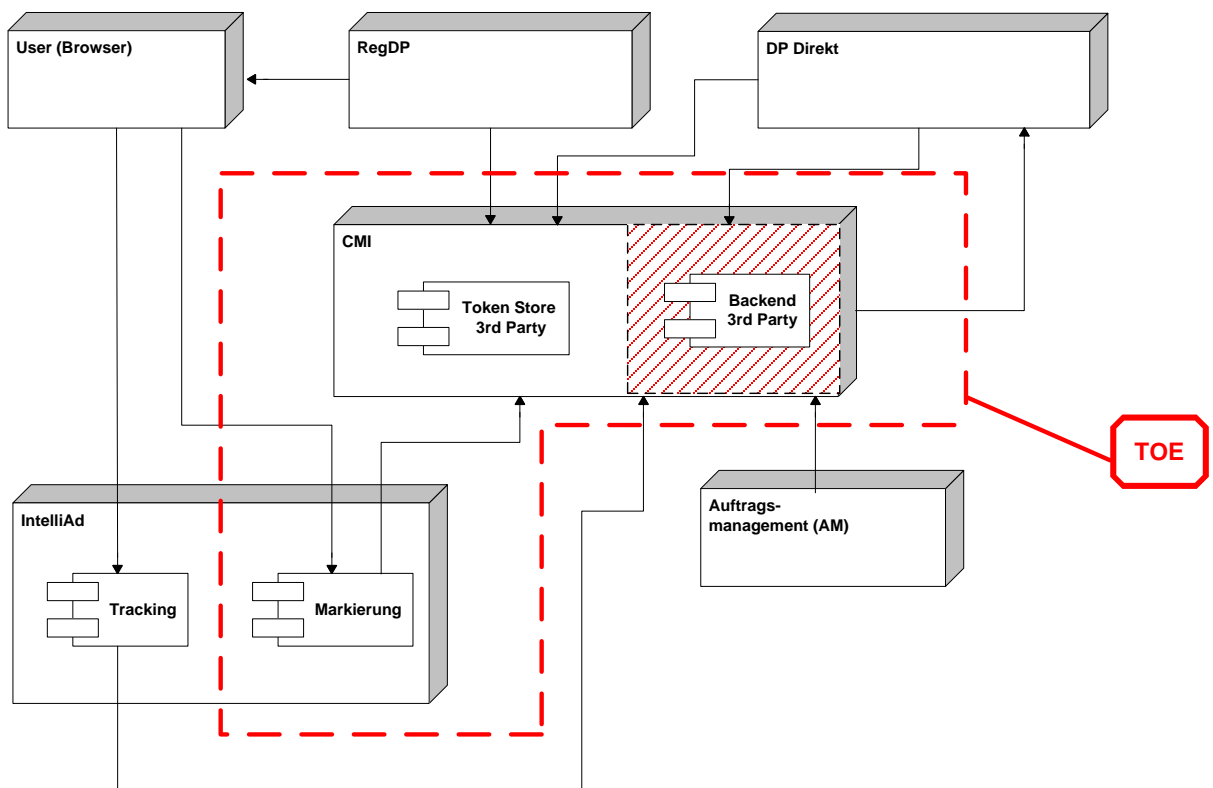 User (Browser)
RegDP
DP Direkt
CMI
Token Store
3rd Party
Backend
3rd Party
TOE
IntelliAd
Auftrags-
management (AM)
Tracking
Markierung